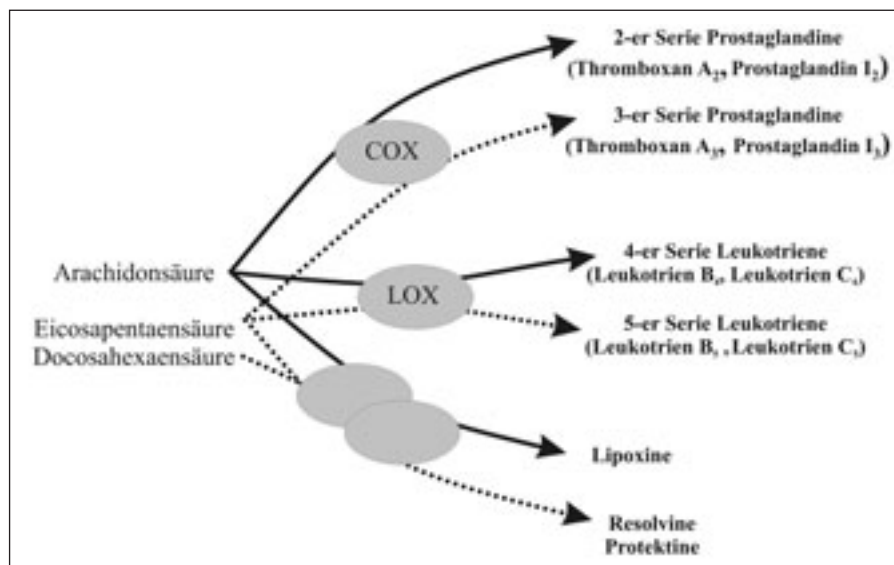 2-er Serie Prostaglandine
(Thromboxan A₂, Prostaglandin I₂)
3-er Serie Prostaglandine
(Thromboxan A₃, Prostaglandin I₃)
COX
4-er Serie Leukotriene
(Leukotrien B₄, Leukotrien C₄)
Arachidonsäure
LOX
Eicosapentaensäure
5-er Serie Leukotriene
Docosahexaensäure
(Leukotrien B₅ , Leukotrien C₅)
Lipoxine
Resolvine
Protektine